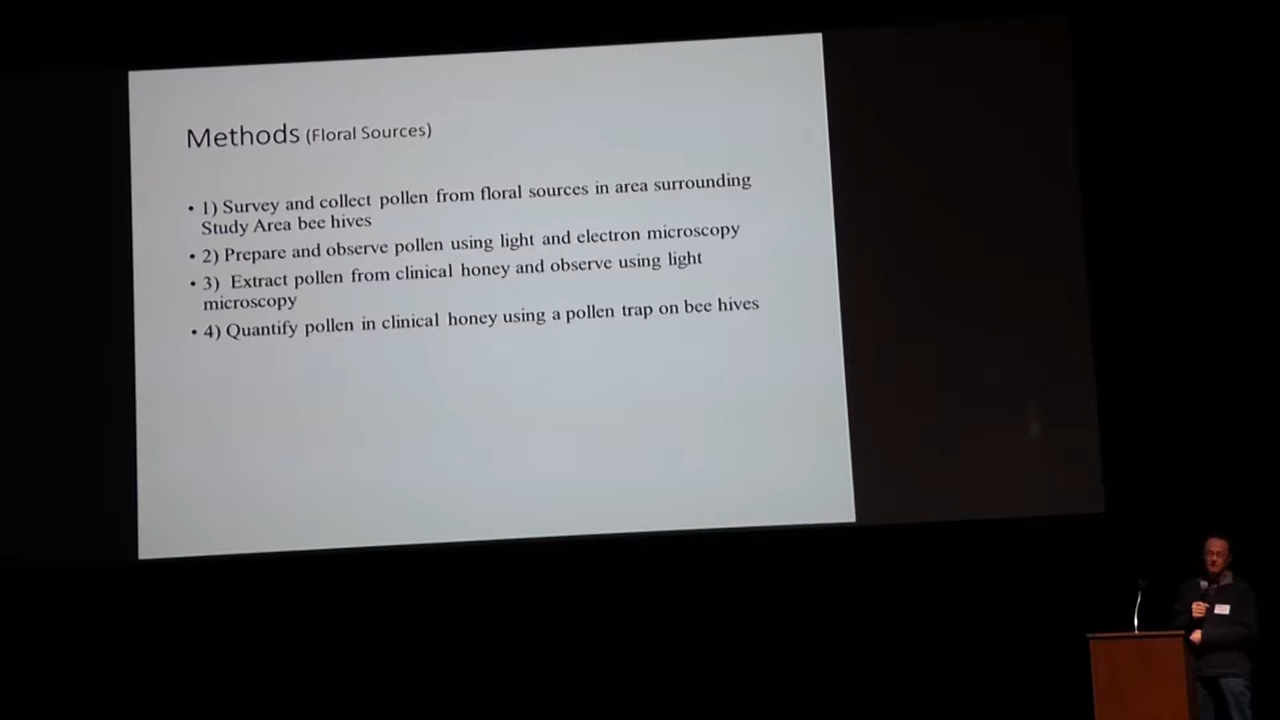 Methods (Floral Sources)
• 1) Survey and collect pollen from floral sources in area surrounding
Study Area bee hives
• 2) Prepare and observe pollen using light and electron microscopy
• 3) Extract pollen from clinical honey and observe using light
microscopy
• 4) Quantify pollen in clinical honey using a pollen trap on bee hives